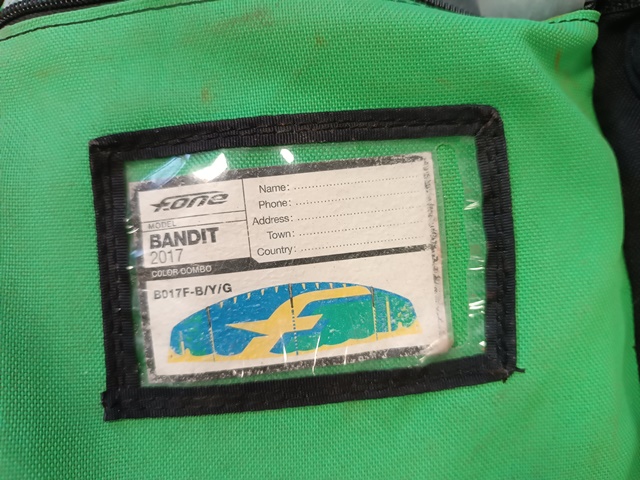 f.one
MODEL
BANDIT
2017
COLOR COMBO
B017F-B/Y/G
Name:
Phone:
Address:
Town:
Country: